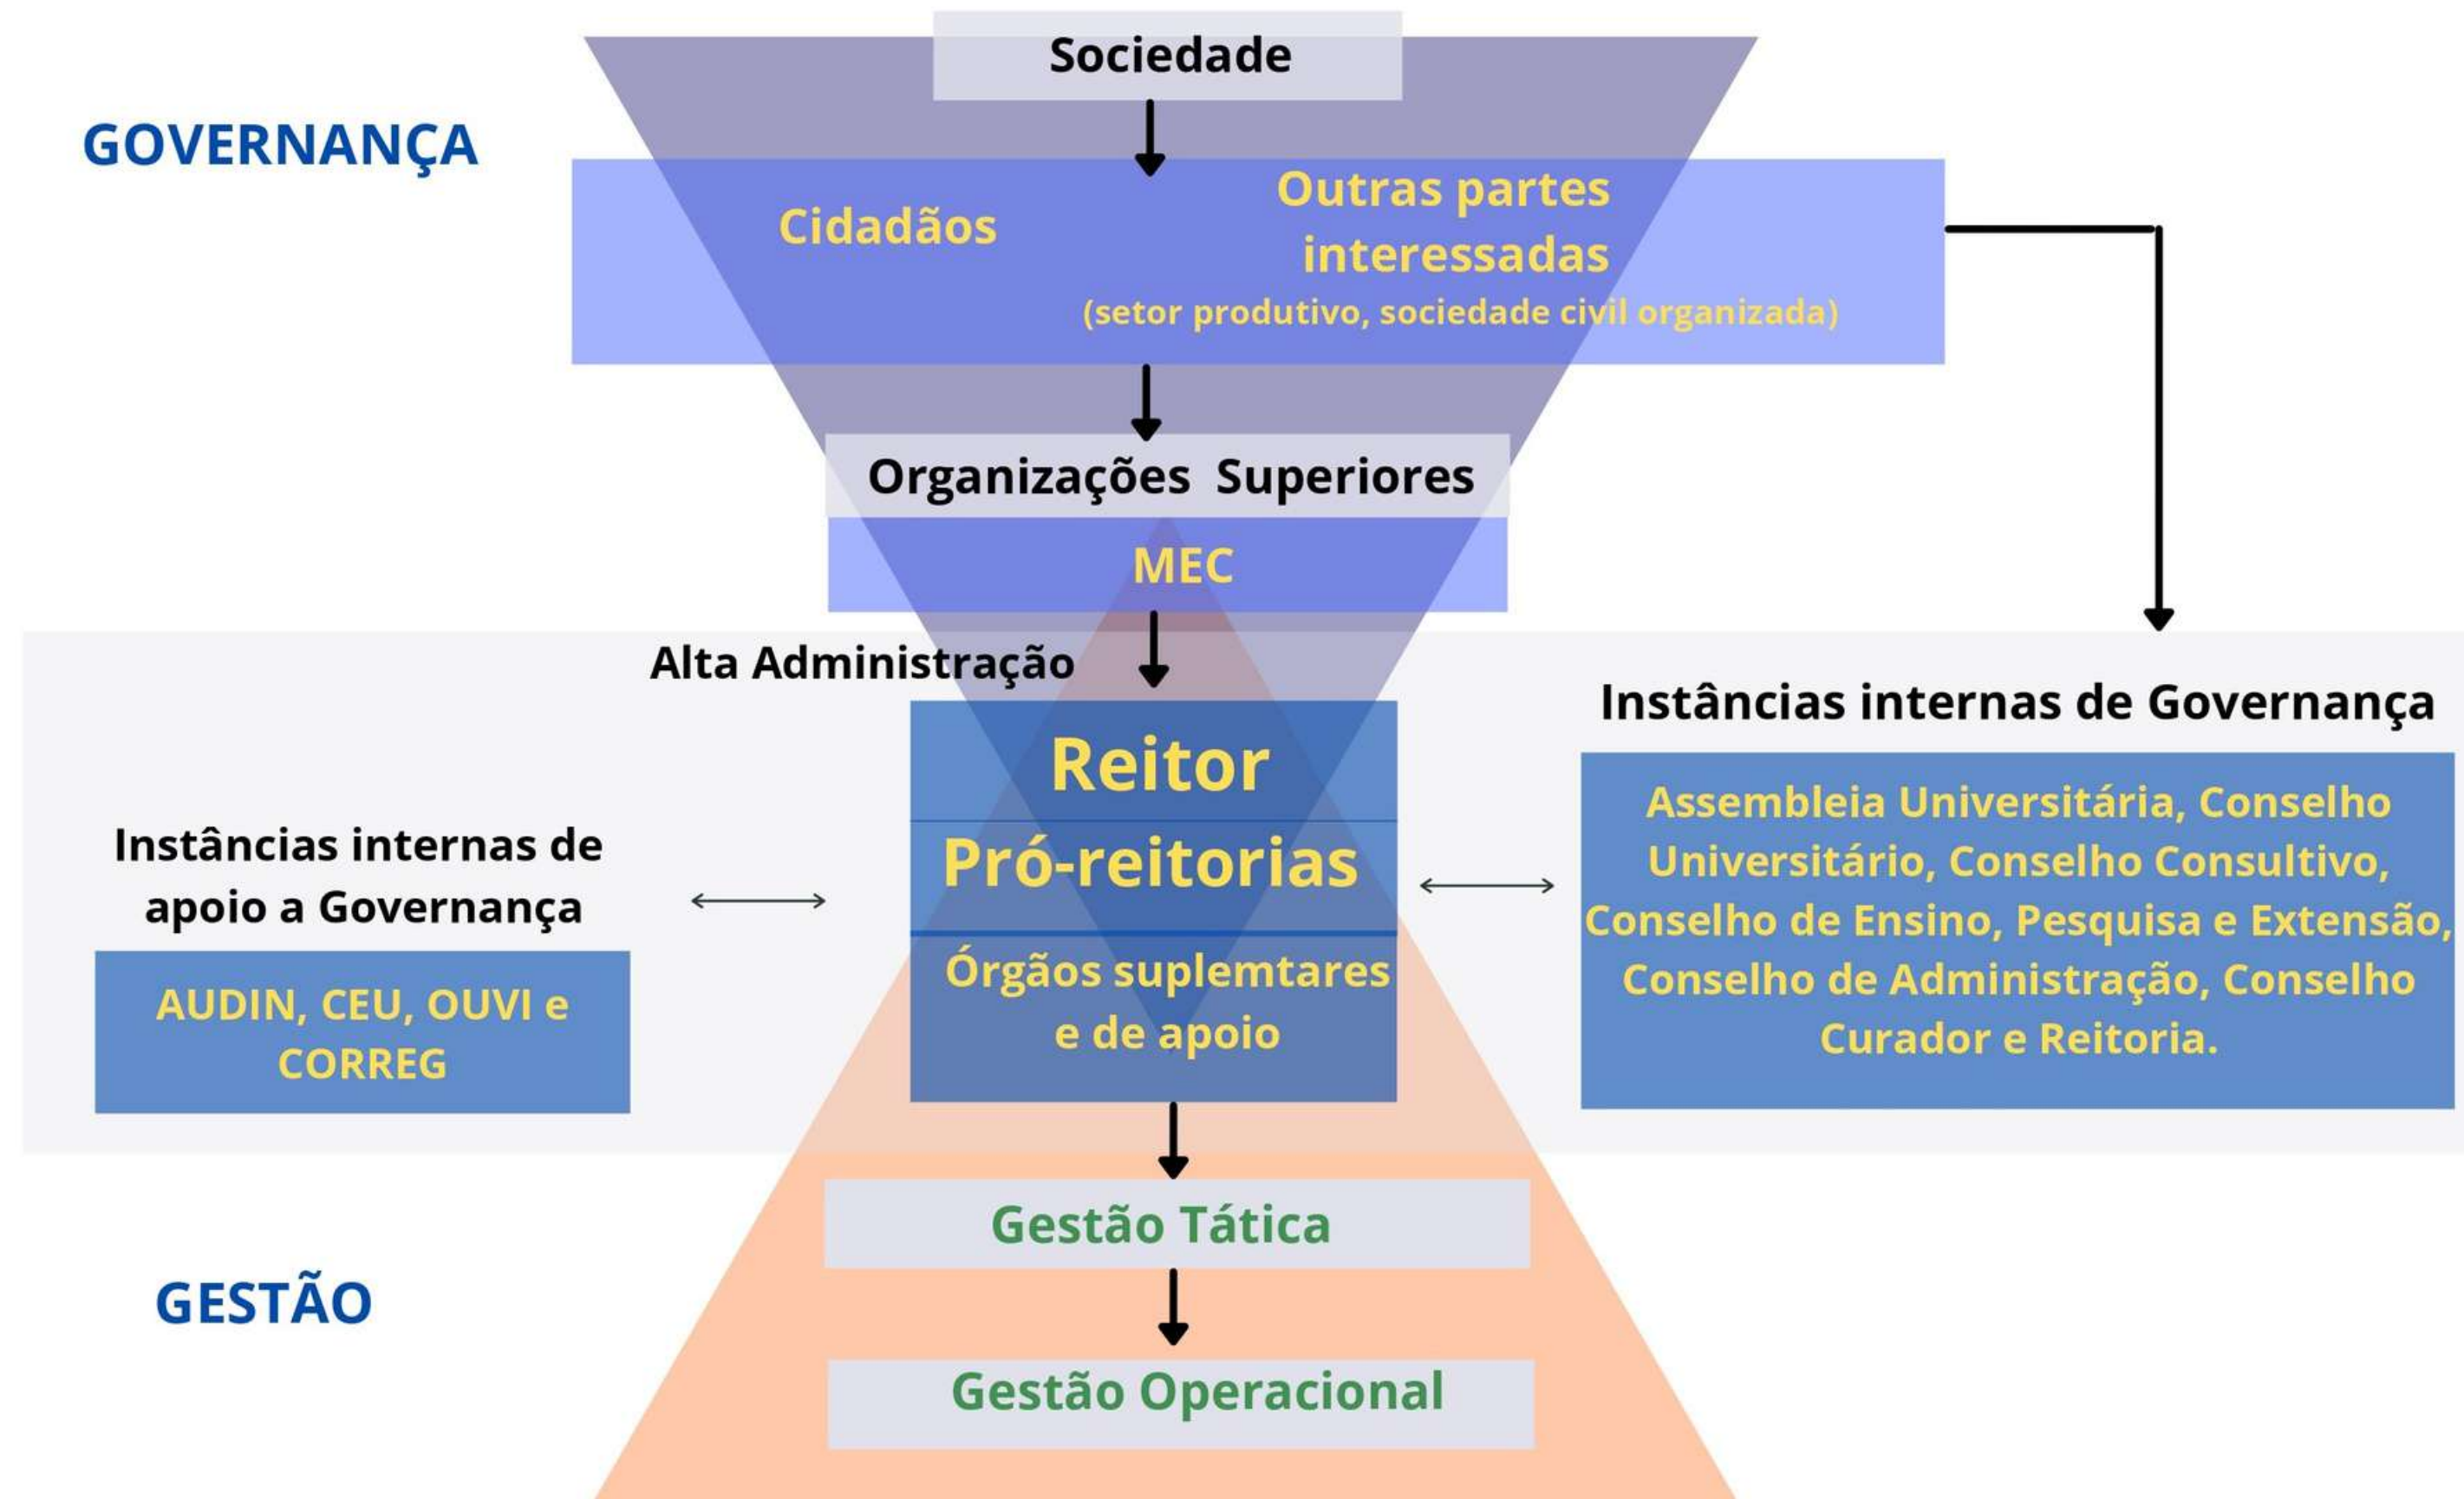 Sociedade
GOVERNANÇA
Cidadãos
Outras partes
interessadas
(setor produtivo, sociedade civil organizada)
Organizações Superiores
MEC
Alta Administração
Reitor
Pró-reitorias
Órgãos suplemtares
e de apoio
Instâncias internas de
apoio a Governança
AUDIN, CEU, OUVI e
CORREG
Instâncias internas de Governança
Assembleia Universitária, Conselho
Universitário, Conselho Consultivo,
Conselho de Ensino, Pesquisa e Extensão,
Conselho de Administração, Conselho
Curador e Reitoria.
Gestão Tática
GESTÃO
Gestão Operacional